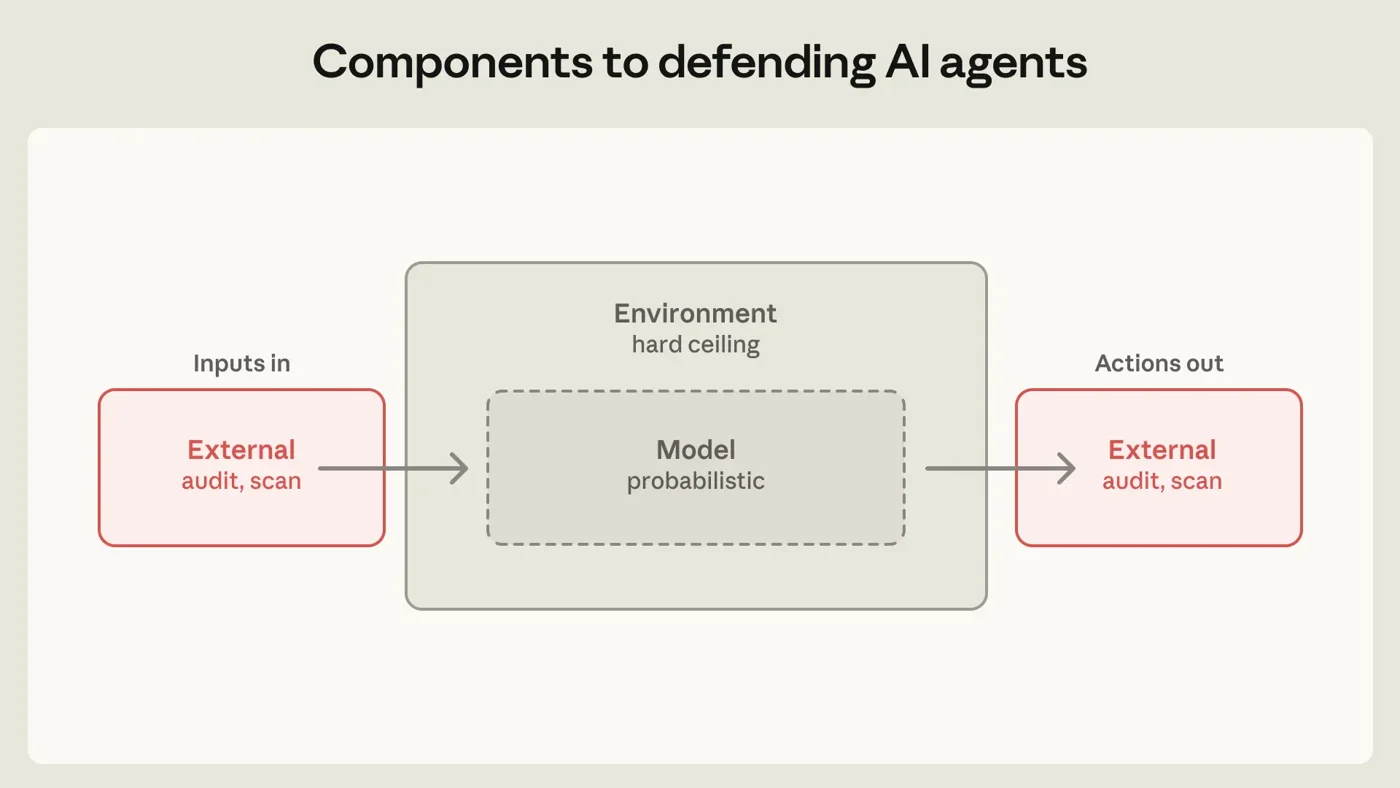 Components to defending AI agents
Environment
hard ceiling
Inputs in
Actions out
External
audit, scan
Model
probabilistic
External
audit, scan